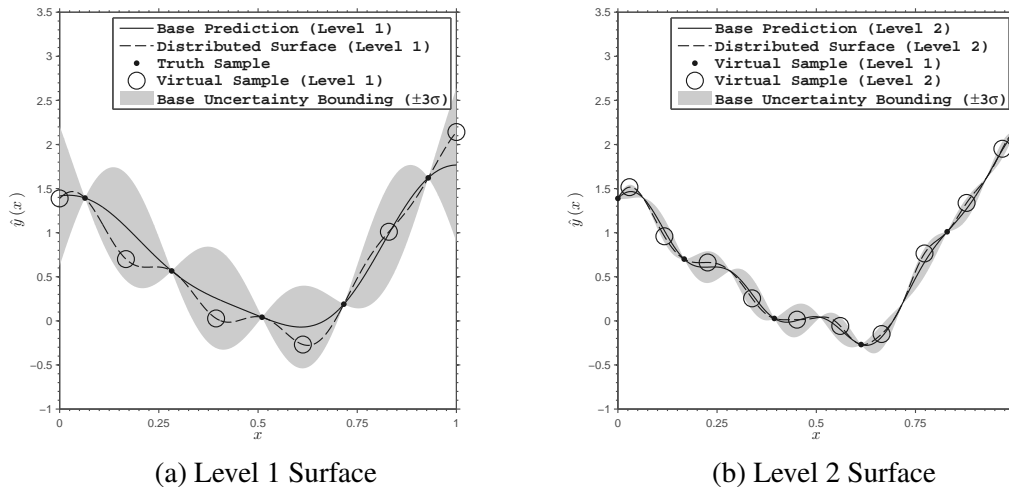 3.5
3
2.5
2
1.5
1
0.5
0
−0.5
−1
ŷ(x)
Base Prediction (Level 1)
Distributed Surface (Level 1)
Truth Sample
Virtual Sample (Level 1)
Base Uncertainty Bounding (±3σ)
0 0.25 0.5 0.75 1
x
(a) Level 1 Surface
3.5
3
2.5
2
1.5
1
0.5
0
−0.5
−1
ŷ(x)
Base Prediction (Level 2)
Distributed Surface (Level 2)
Virtual Sample (Level 1)
Virtual Sample (Level 2)
Base Uncertainty Bounding (±3σ)
0 0.25 0.5 0.75
x
(b) Level 2 Surface